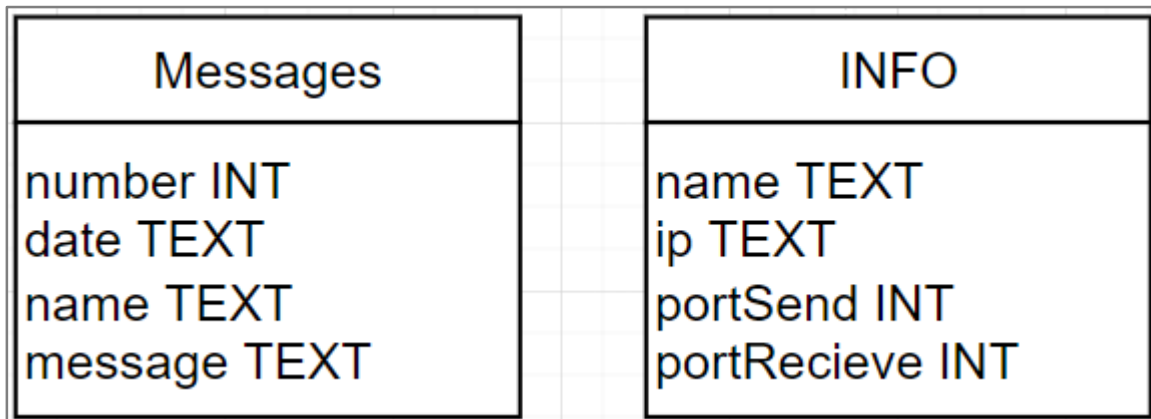 Messages
number INT
date TEXT
name TEXT
message TEXT
INFO
name TEXT
ip TEXT
portSend INT
portRecieve INT